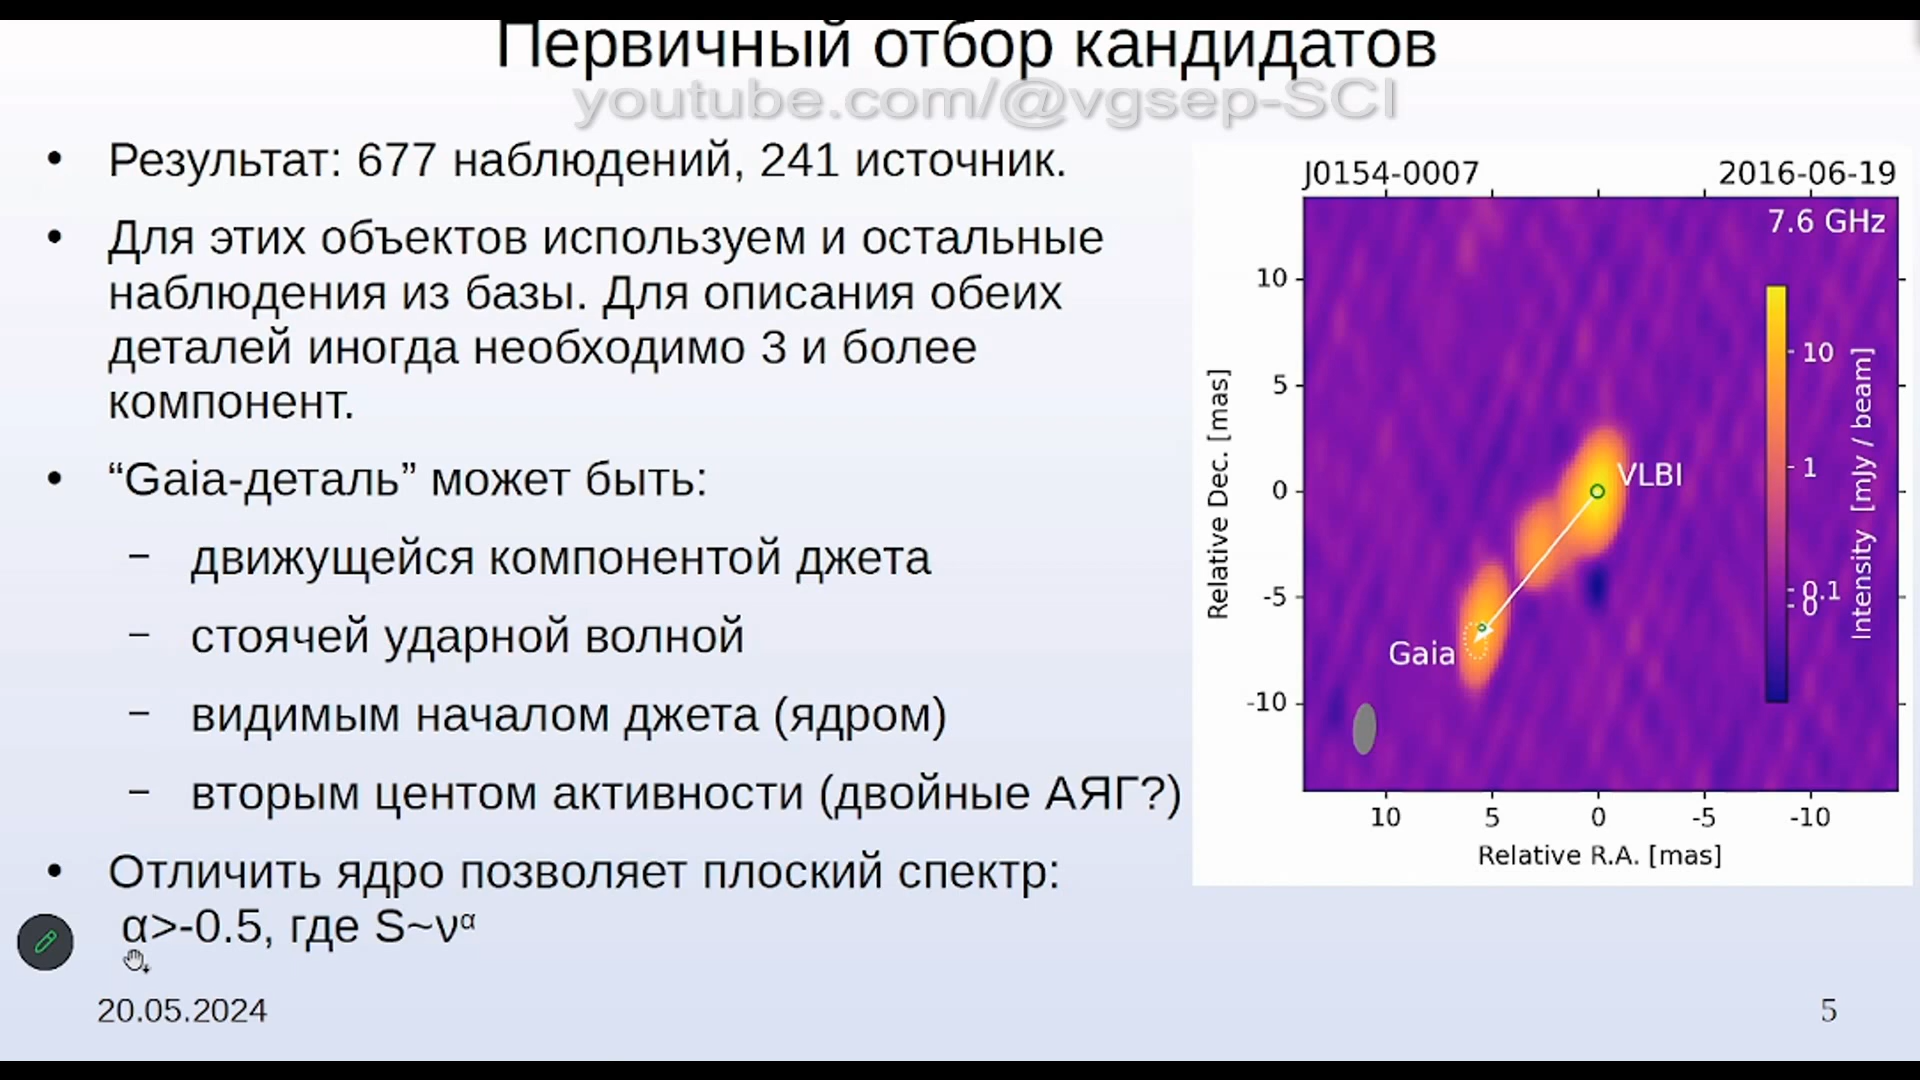 Первичный отбор кандидатов
youtube.com/@vgsep-SCI
• Результат: 677 наблюдений, 241 источник.
• Для этих объектов используем и остальные
наблюдения из базы. Для описания обеих
деталей иногда необходимо 3 и более
компонент.
• “Gaia-деталь” может быть:
– движущейся компонентой джета
– стоячей ударной волной
– видимым началом джета (ядром)
– вторым центом активности (двойные АЯГ?)
• Отличить ядро позволяет плоский спектр:
α>-0.5, где S~ν^α
20.05.2024
5
J0154-0007 2016-06-19
7.6 GHz
10
5
0
-5
-10
Relative Dec. [mas]
VLBI
Gaia
10
1
0.1
0
Intensity [mJy / beam]
10 5 0 -5 -10
Relative R.A. [mas]